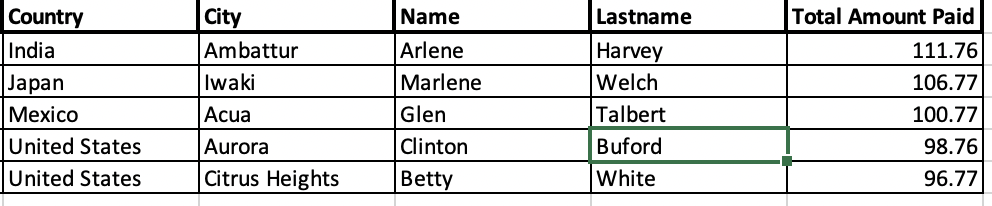 Country City Name Lastname Total Amount Paid
India Ambattur Arlene Harvey 111.76
Japan Iwaki Marlene Welch 106.77
Mexico Acua Glen Talbert 100.77
United States Aurora Clinton Buford 98.76
United States Citrus Heights Betty White 96.77